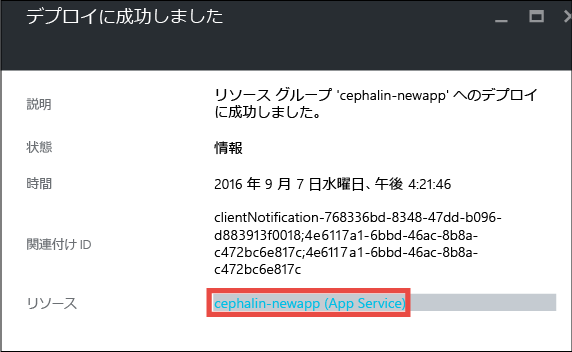 デプロイに成功しました
説明
リソース グループ 'cephalin-newapp' へのデプロイ
に成功しました。
状態
情報
時間
2016 年 9 月 7 日水曜日、午後 4:21:46
関連付け ID
clientNotification-768336bd-8348-47dd-b096-
d883913f0018;4e6117a1-6bbd-46ac-8b8a-
c472bc6e817c;4e6117a1-6bbd-46ac-8b8a-
c472bc6e817c
リソース
cephalin-newapp (App Service)